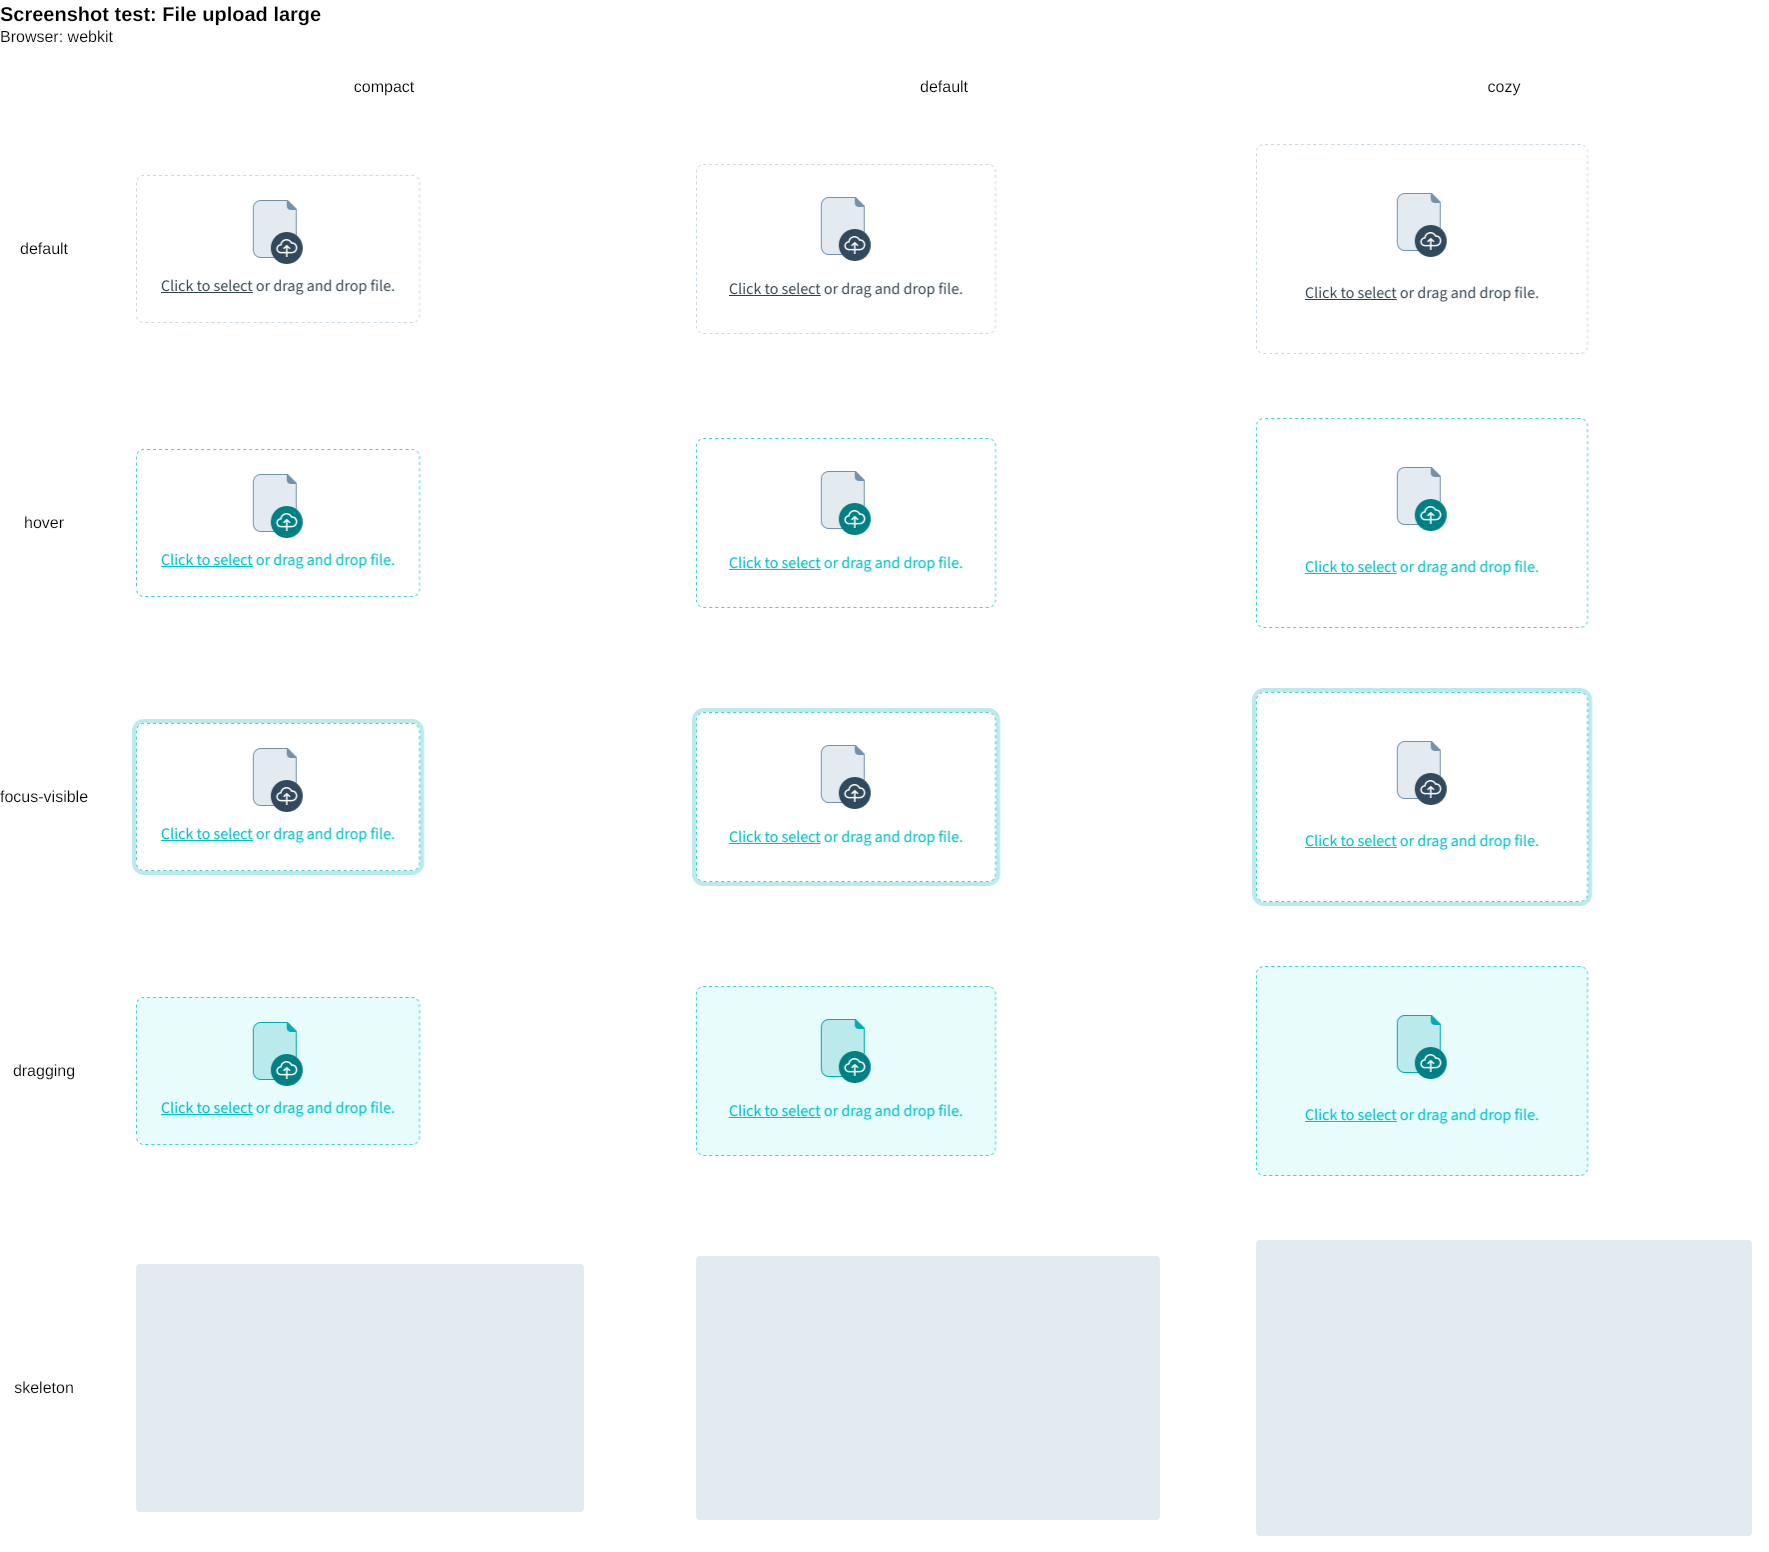 Screenshot test: File upload large
Browser: webkit
compact default cozy
default
Click to select or drag and drop file.
Click to select or drag and drop file.
Click to select or drag and drop file.
hover
Click to select or drag and drop file.
Click to select or drag and drop file.
Click to select or drag and drop file.
focus-visible
Click to select or drag and drop file.
Click to select or drag and drop file.
Click to select or drag and drop file.
dragging
Click to select or drag and drop file.
Click to select or drag and drop file.
Click to select or drag and drop file.
skeleton